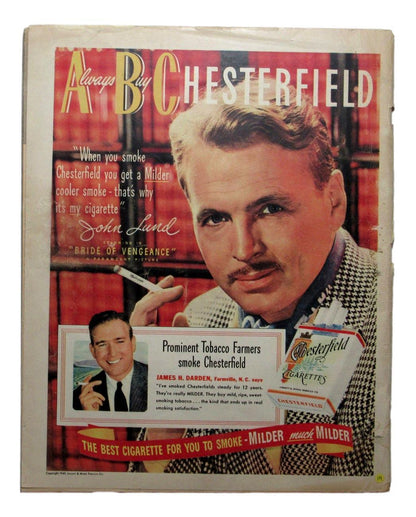 Always Buy CHESTERFIELD
"When you smoke
Chesterfield you get a Milder
cooler smoke - that's why
it's my cigarette"
John Lund
STARRING IN
"BRIDE OF VENGEANCE"
A PARAMOUNT PICTURE
Prominent Tobacco Farmers
smoke Chesterfield
JAMES H. DARDEN, Farmville, N. C. says
"I've smoked Chesterfields steady for 12 years.
They're really MILDER. They buy mild, ripe, sweet
smoking tobacco . . . the kind that ends up in real
smoking satisfaction."
Chesterfield
CIGARETTES
CHESTERFIELD
THE BEST CIGARETTE FOR YOU TO SMOKE - MILDER much MILDER